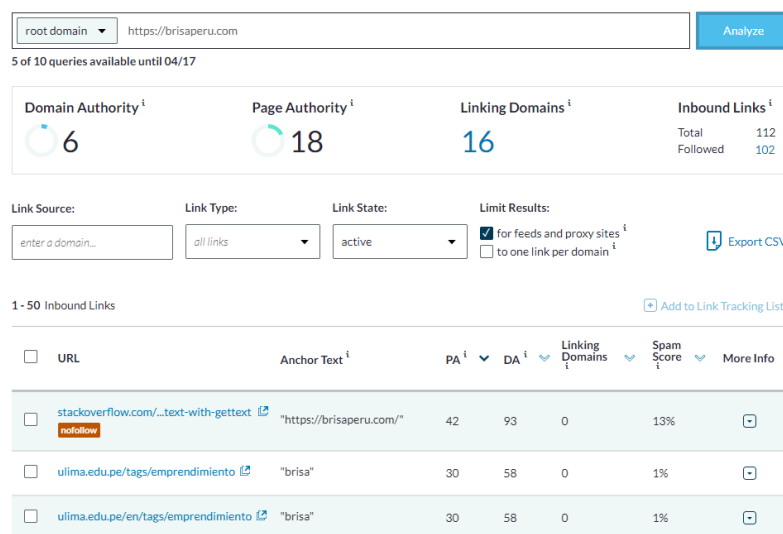 root domain https://brisaperu.com Analyze
5 of 10 queries available until 04/17
Domain Authority i Page Authority i Linking Domains i Inbound Links i
6 18 16 Total 112
Followed 102
Link Source: Link Type: Link State: Limit Results:
enter a domain... all links active for feeds and proxy sites i
to one link per domain i
Export CSV
1 - 50 Inbound Links Add to Link Tracking List
URL Anchor Text i PA i DA i Linking Domains i Spam Score i More Info
stackoverflow.com/...text-with-gettext "https://brisaperu.com/" 42 93 0 13%
nofollow
ulima.edu.pe/tags/emprendimiento "brisa" 30 58 0 1%
ulima.edu.pe/en/tags/emprendimiento "brisa" 30 58 0 1%